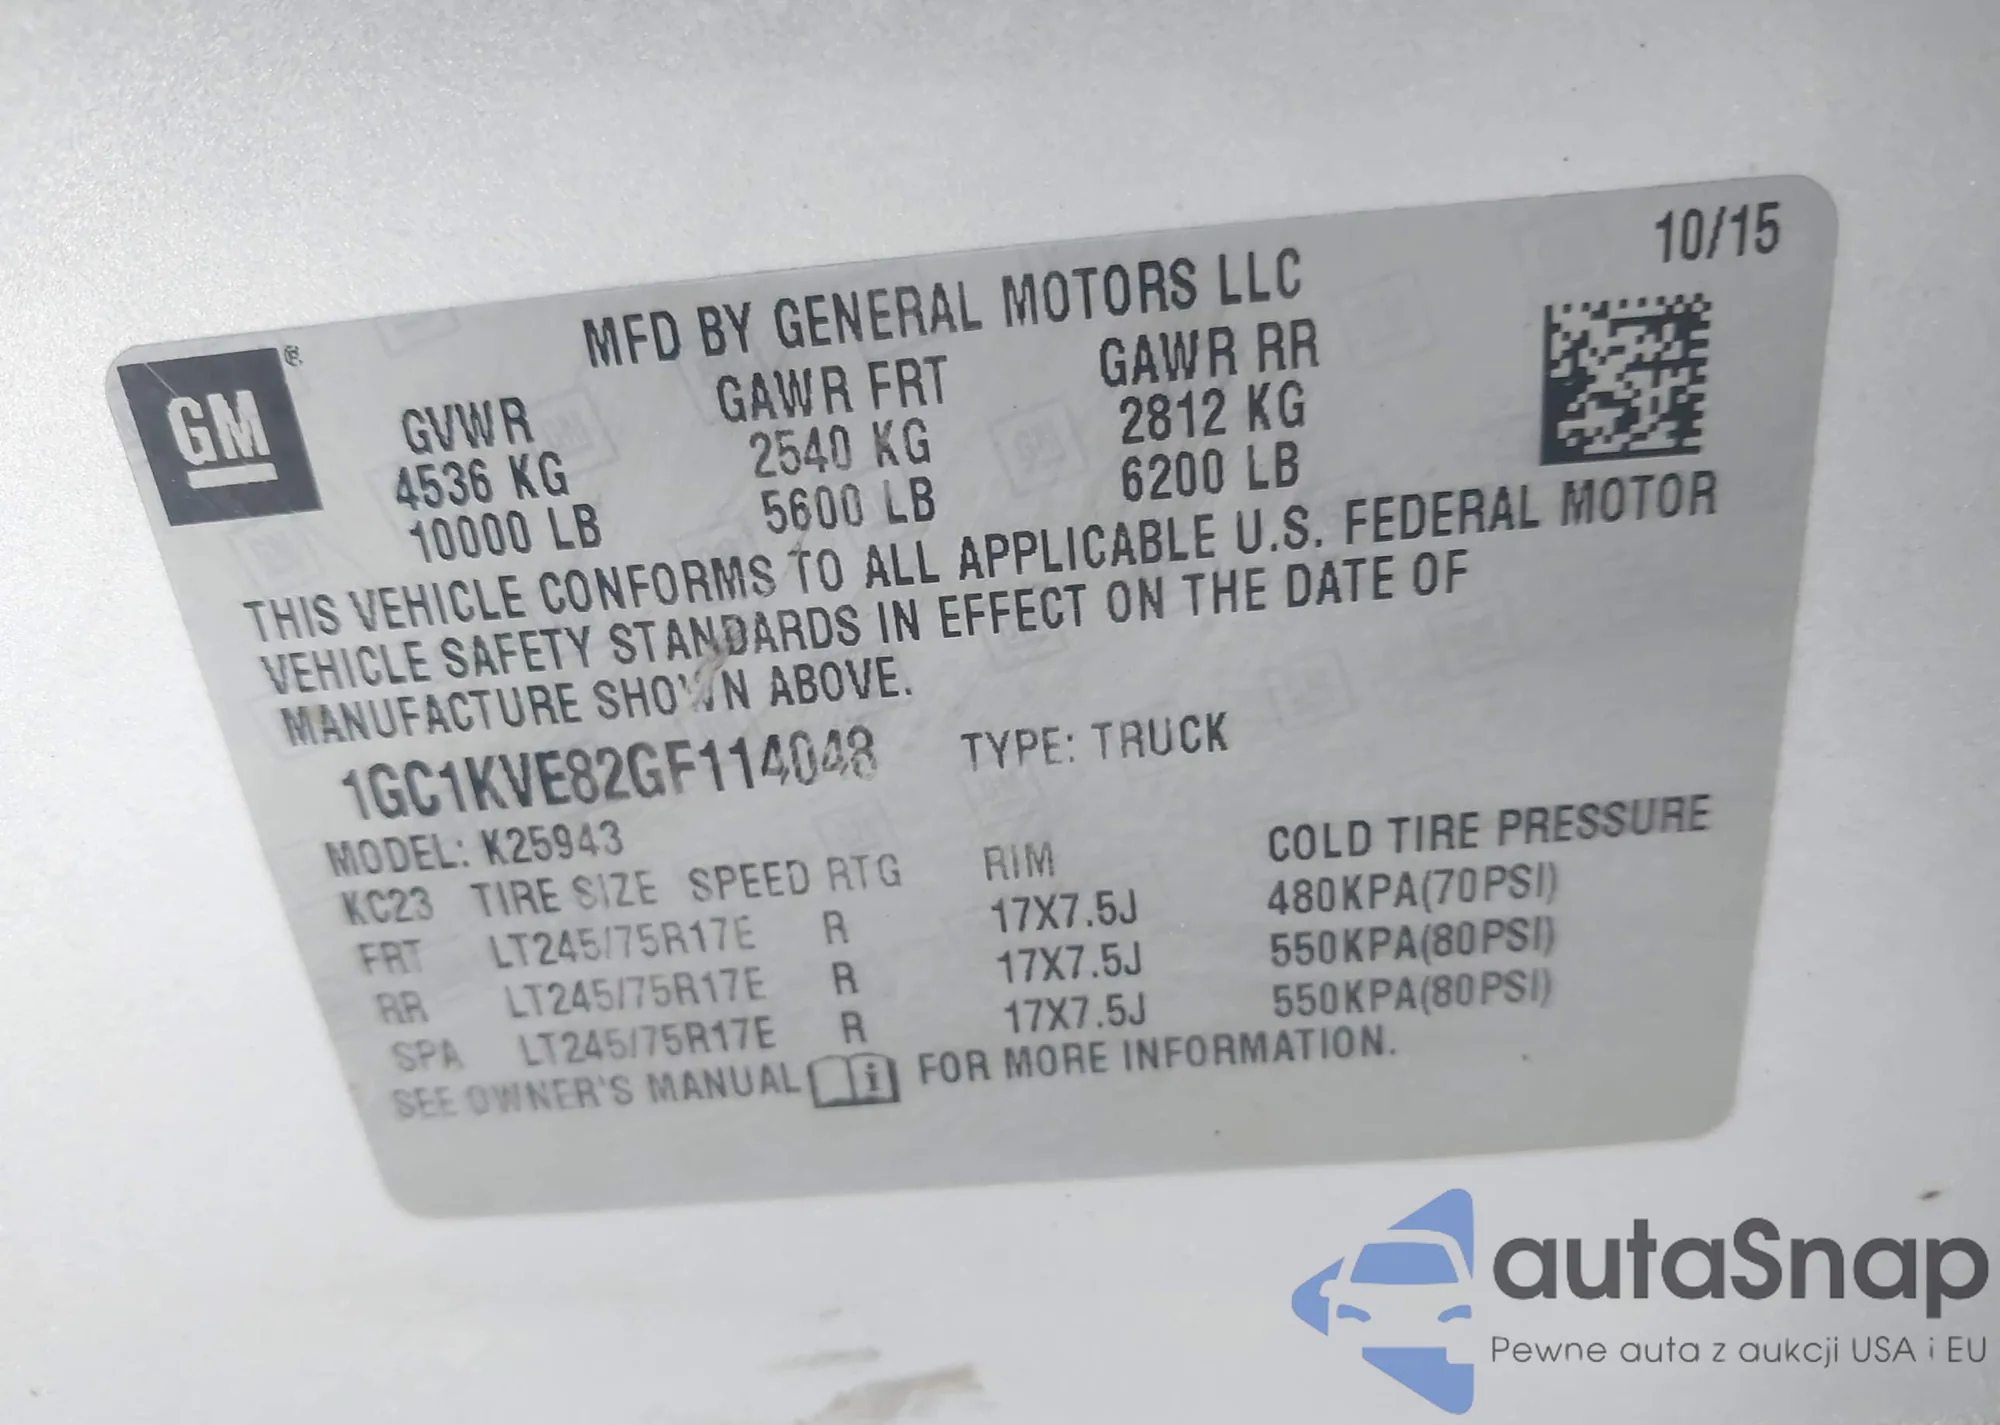 10/15
MFD BY GENERAL MOTORS LLC
GM ®
GVWR GAWR FRT GAWR RR
4536 KG 2540 KG 2812 KG
10000 LB 5600 LB 6200 LB
THIS VEHICLE CONFORMS TO ALL APPLICABLE U.S. FEDERAL MOTOR
VEHICLE SAFETY STANDARDS IN EFFECT ON THE DATE OF
MANUFACTURE SHOWN ABOVE.
1GC1KVE82GF114048 TYPE: TRUCK
MODEL: K25943
KC23 TIRE SIZE SPEED RTG RIM COLD TIRE PRESSURE
FRT LT245/75R17E R 17X7.5J 480KPA(70PSI)
RR LT245/75R17E R 17X7.5J 550KPA(80PSI)
SPA LT245/75R17E R 17X7.5J 550KPA(80PSI)
SEE OWNER'S MANUAL i FOR MORE INFORMATION.
autaSnap
Pewne auta z aukcji USA i EU